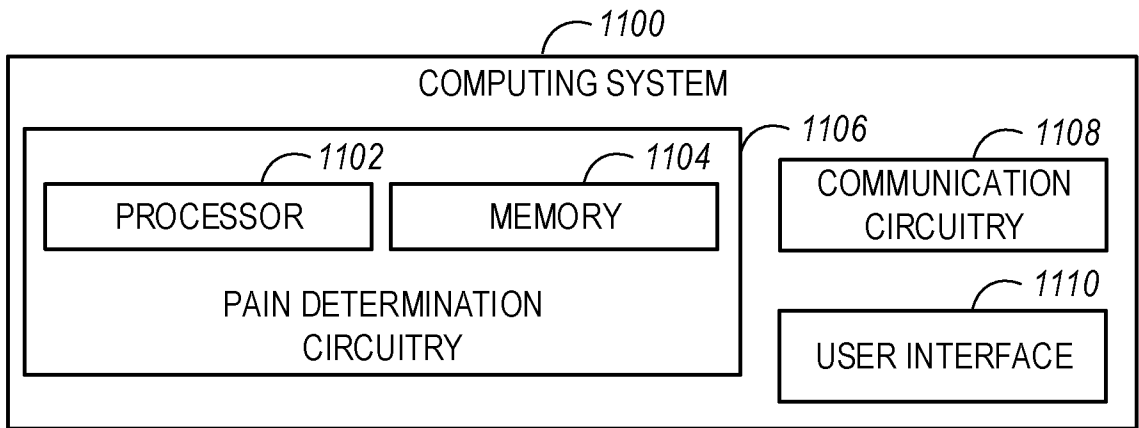 1100
COMPUTING SYSTEM
1106
1108
1102
1104
PROCESSOR
MEMORY
COMMUNICATION
CIRCUITRY
PAIN DETERMINATION
CIRCUITRY
1110
USER INTERFACE